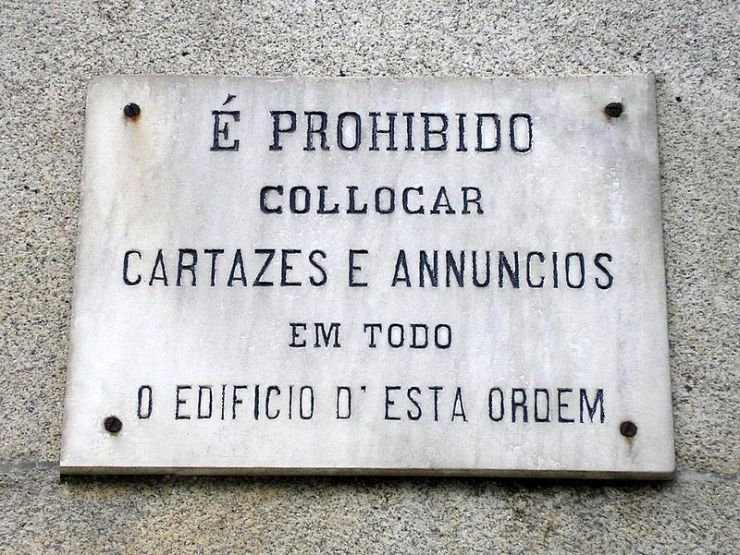 É PROHIBIDO
COLLOCAR
CARTAZES E ANNUNCIOS
EM TODO
O EDIFICIO D' ESTA ORDEM